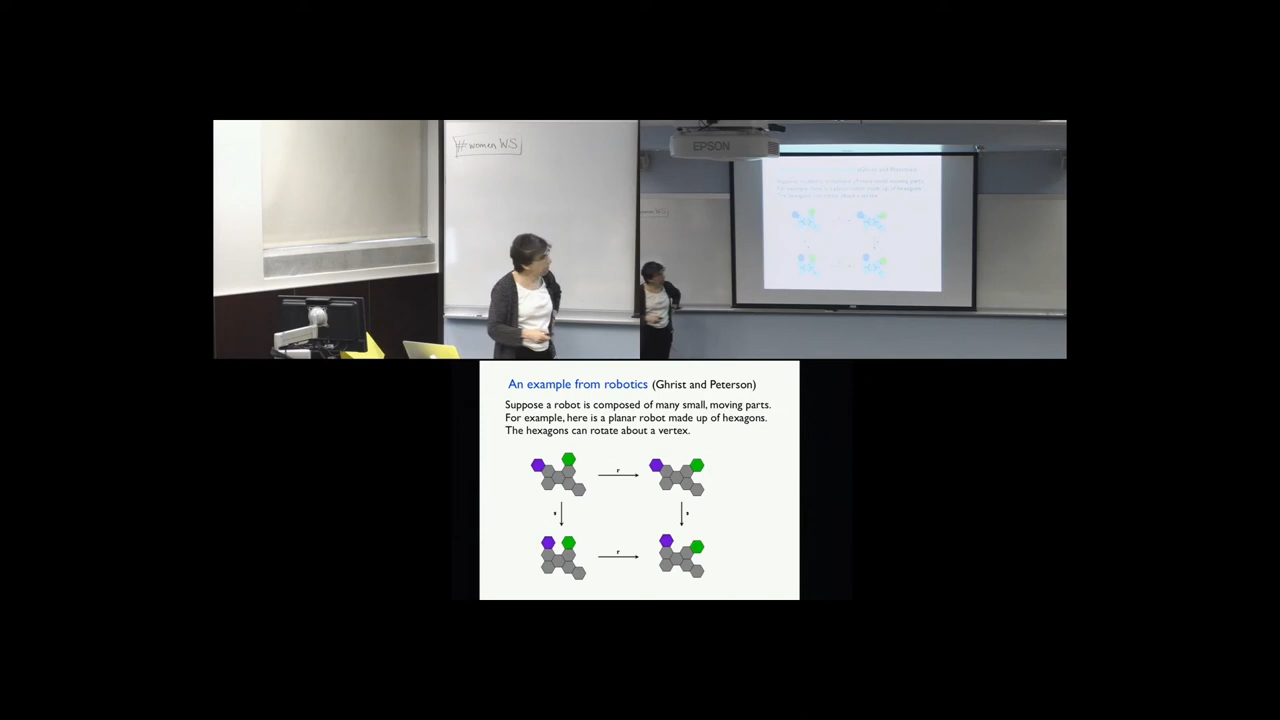 #women WS
EPSON
An example from robotics (Ghrist and Peterson)
Suppose a robot is composed of many small, moving parts.
For example, here is a planar robot made up of hexagons.
The hexagons can rotate about a vertex.
r
s
s
r